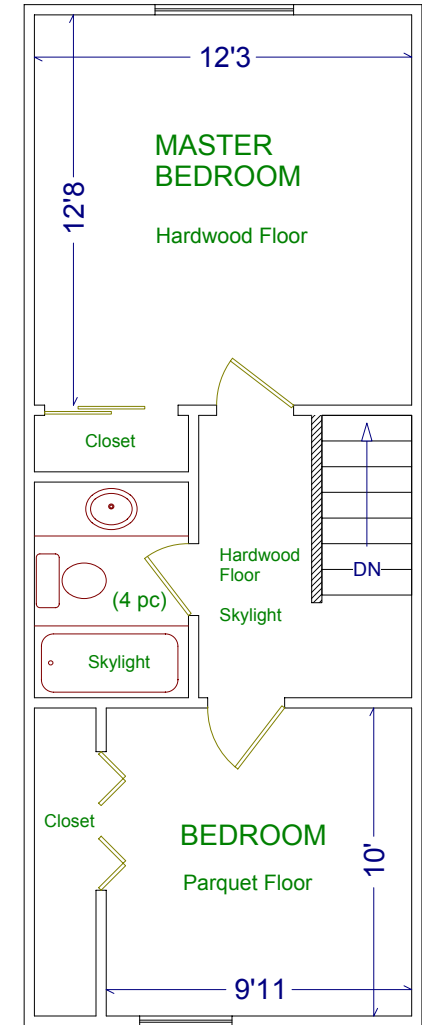 12'3
MASTER
BEDROOM
12'8
Hardwood Floor
Closet
Hardwood
Floor
DN
(4 pc)
Skylight
Skylight
Closet
BEDROOM
10'
Parquet Floor
9'11